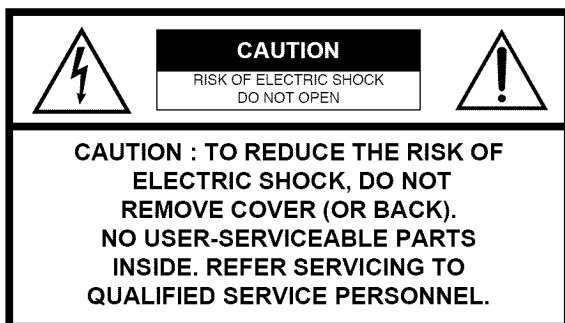 CAUTION
RISK OF ELECTRIC SHOCK
DO NOT OPEN
CAUTION : TO REDUCE THE RISK OF
ELECTRIC SHOCK, DO NOT
REMOVE COVER (OR BACK).
NO USER-SERVICEABLE PARTS
INSIDE. REFER SERVICING TO
QUALIFIED SERVICE PERSONNEL.